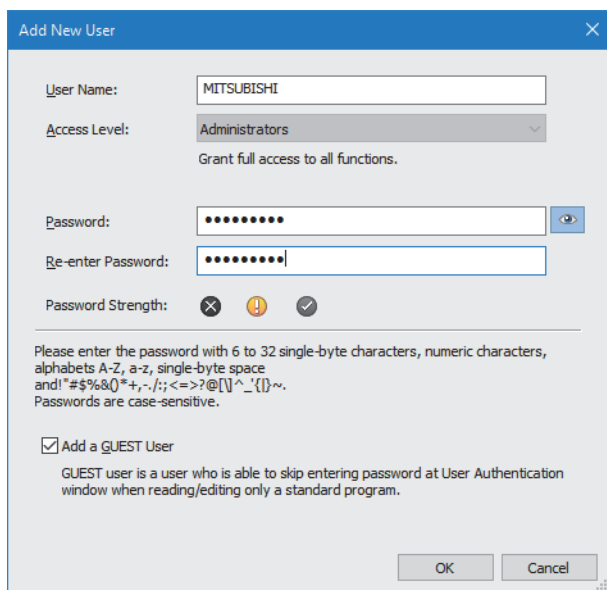 Add New User
User Name: MITSUBISHI
Access Level: Administrators
Grant full access to all functions.
Password: •••••••••
Re-enter Password: •••••••••
Password Strength:
Please enter the password with 6 to 32 single-byte characters, numeric characters,
alphabets A-Z, a-z, single-byte space
and!"#$%&()*+,-./:;<=>?@[\]^_'{|}~.
Passwords are case-sensitive.
Add a GUEST User
GUEST user is a user who is able to skip entering password at User Authentication
window when reading/editing only a standard program.
OK Cancel